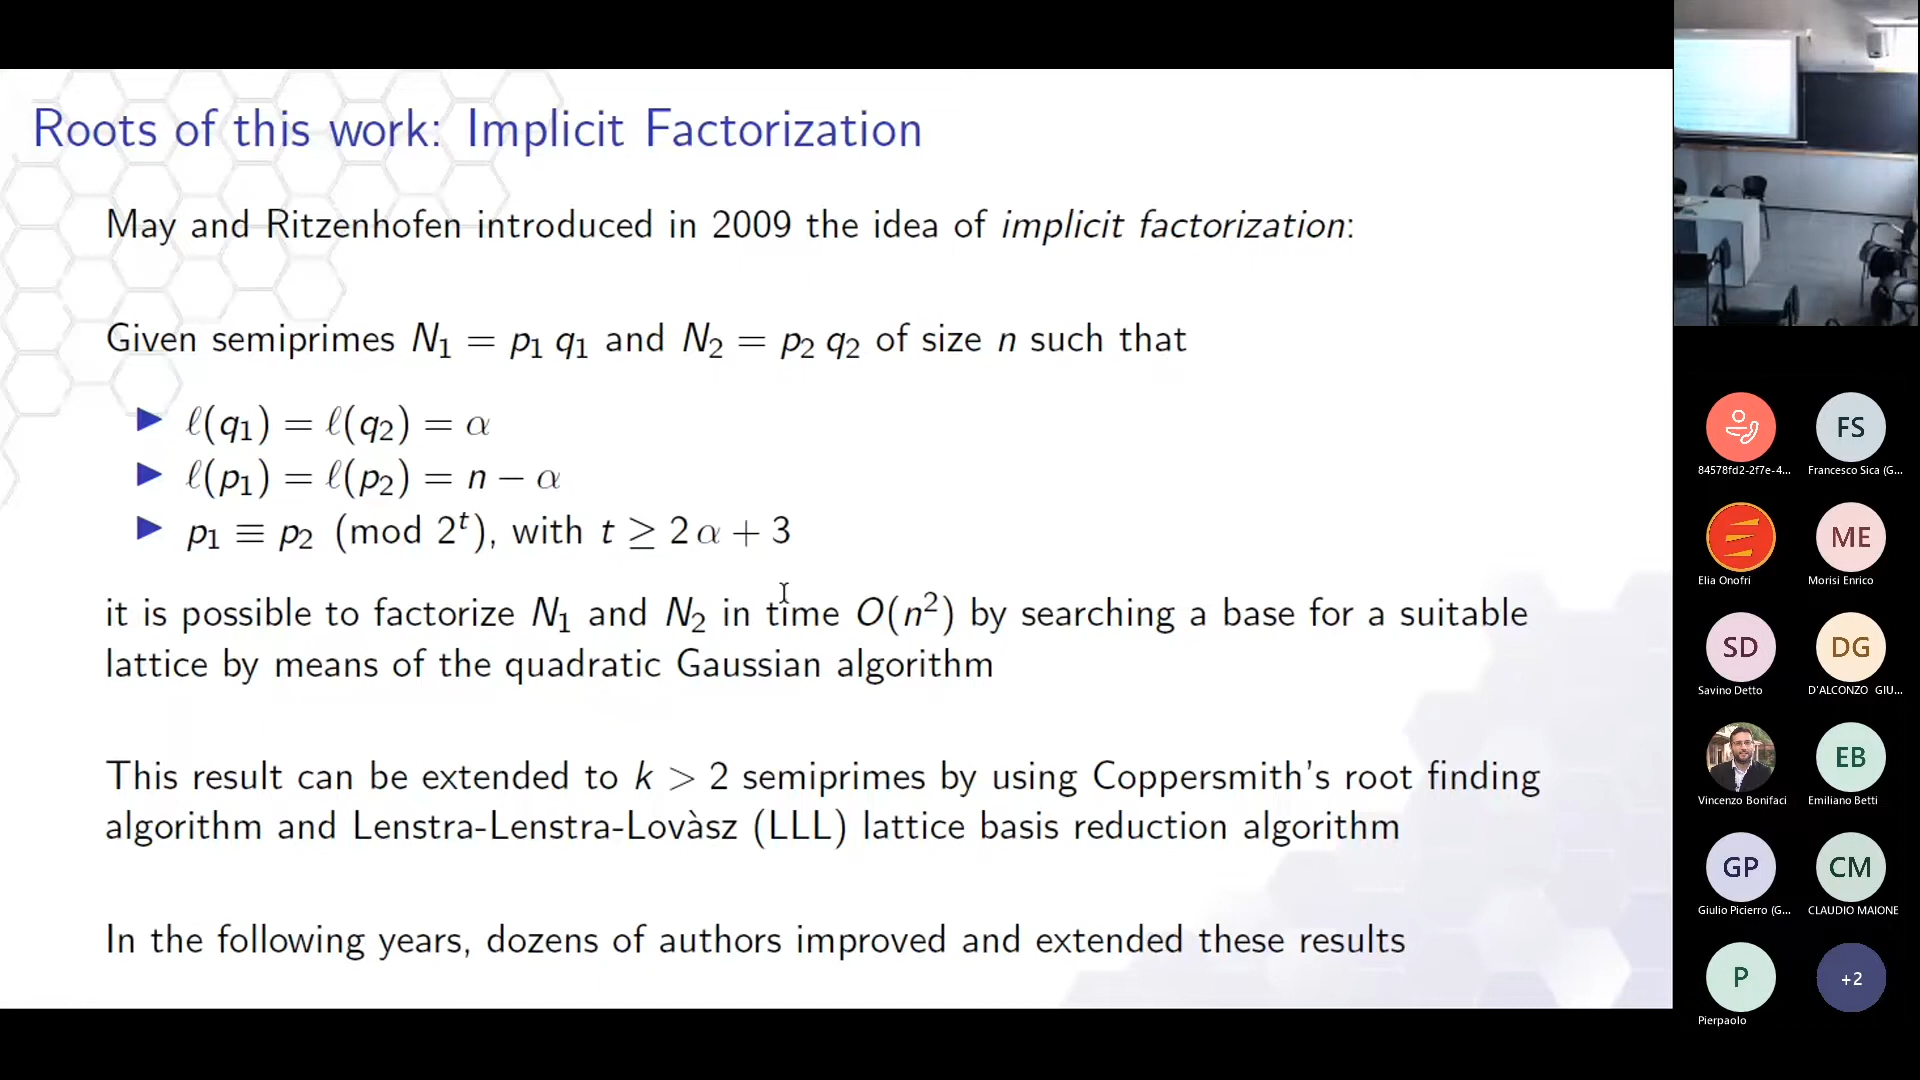 Roots of this work: Implicit Factorization
May and Ritzenhofen introduced in 2009 the idea of implicit factorization:
Given semiprimes N₁ = p₁ q₁ and N₂ = p₂ q₂ of size n such that
▶ ℓ(q₁) = ℓ(q₂) = α
▶ ℓ(p₁) = ℓ(p₂) = n − α
▶ p₁ ≡ p₂ (mod 2ᵗ), with t ≥ 2 α + 3
it is possible to factorize N₁ and N₂ in time O(n²) by searching a base for a suitable
lattice by means of the quadratic Gaussian algorithm
This result can be extended to k > 2 semiprimes by using Coppersmith's root finding
algorithm and Lenstra-Lenstra-Lovàsz (LLL) lattice basis reduction algorithm
In the following years, dozens of authors improved and extended these results
FS
84578fd2-2f7e-4... Francesco Sica (G...
ME
Elia Onofri Morisi Enrico
SD DG
Savino Detto D'ALCONZO GIU...
EB
Vincenzo Bonifaci Emiliano Betti
GP CM
Giulio Picierro (G... CLAUDIO MAIONE
P +2
Pierpaolo